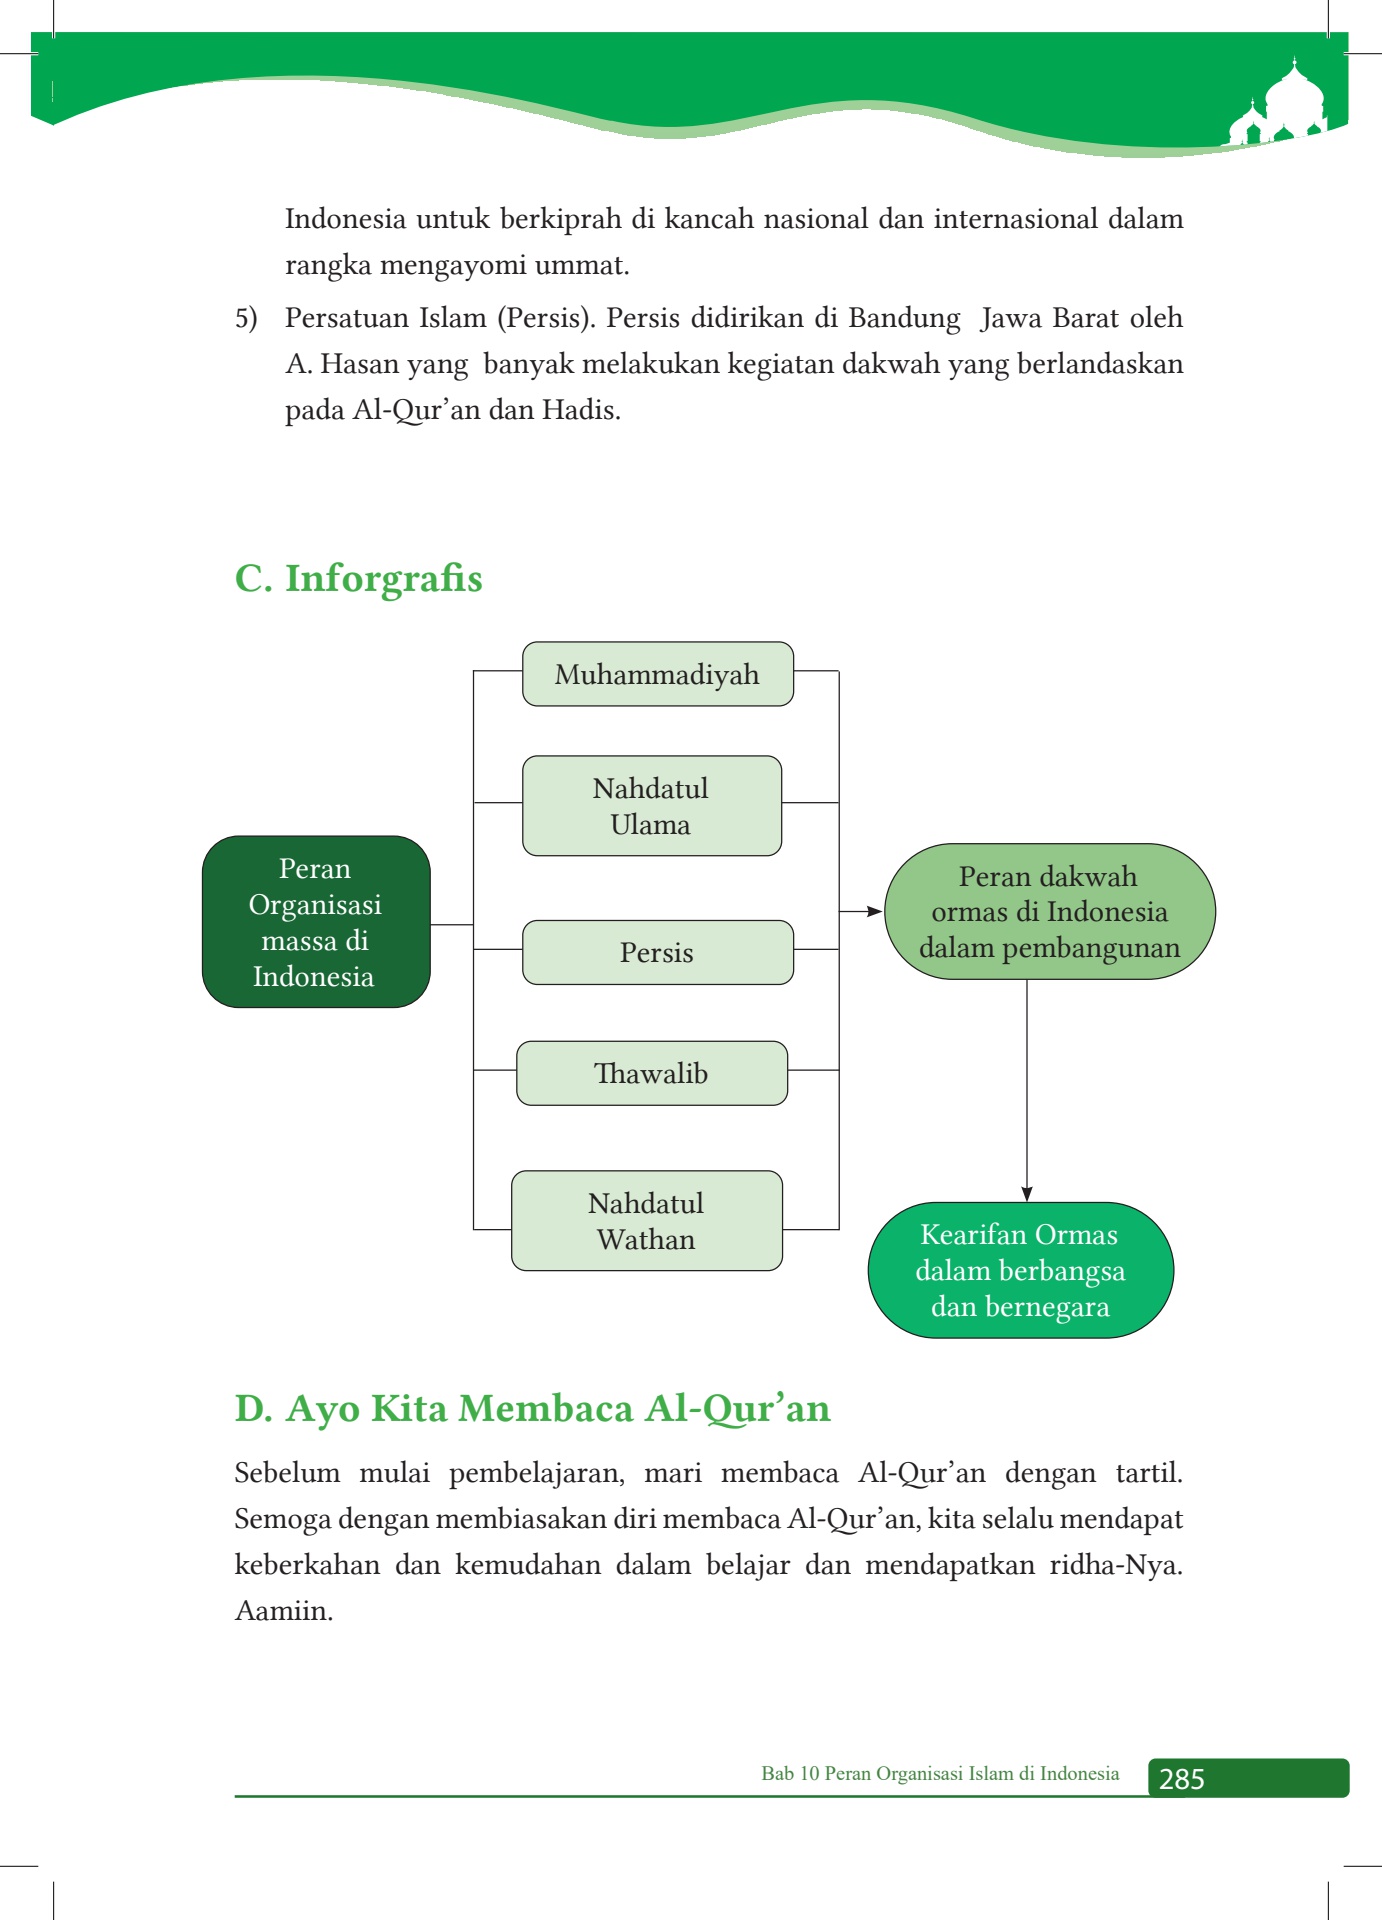 Indonesia untuk berkiprah di kancah nasional dan internasional dalam
rangka mengayomi ummat.
5) Persatuan Islam (Persis). Persis didirikan di Bandung Jawa Barat oleh
A. Hasan yang banyak melakukan kegiatan dakwah yang berlandaskan
pada Al-Qur’an dan Hadis.
C. Inforgrafis
Peran
Organisasi
massa di
Indonesia
Muhammadiyah
Nahdatul
Ulama
Persis
Thawalib
Nahdatul
Wathan
Peran dakwah
ormas di Indonesia
dalam pembangunan
Kearifan Ormas
dalam berbangsa
dan bernegara
D. Ayo Kita Membaca Al-Qur’an
Sebelum mulai pembelajaran, mari membaca Al-Qur’an dengan tartil.
Semoga dengan membiasakan diri membaca Al-Qur’an, kita selalu mendapat
keberkahan dan kemudahan dalam belajar dan mendapatkan ridha-Nya.
Aamiin.
Bab 10 Peran Organisasi Islam di Indonesia 285